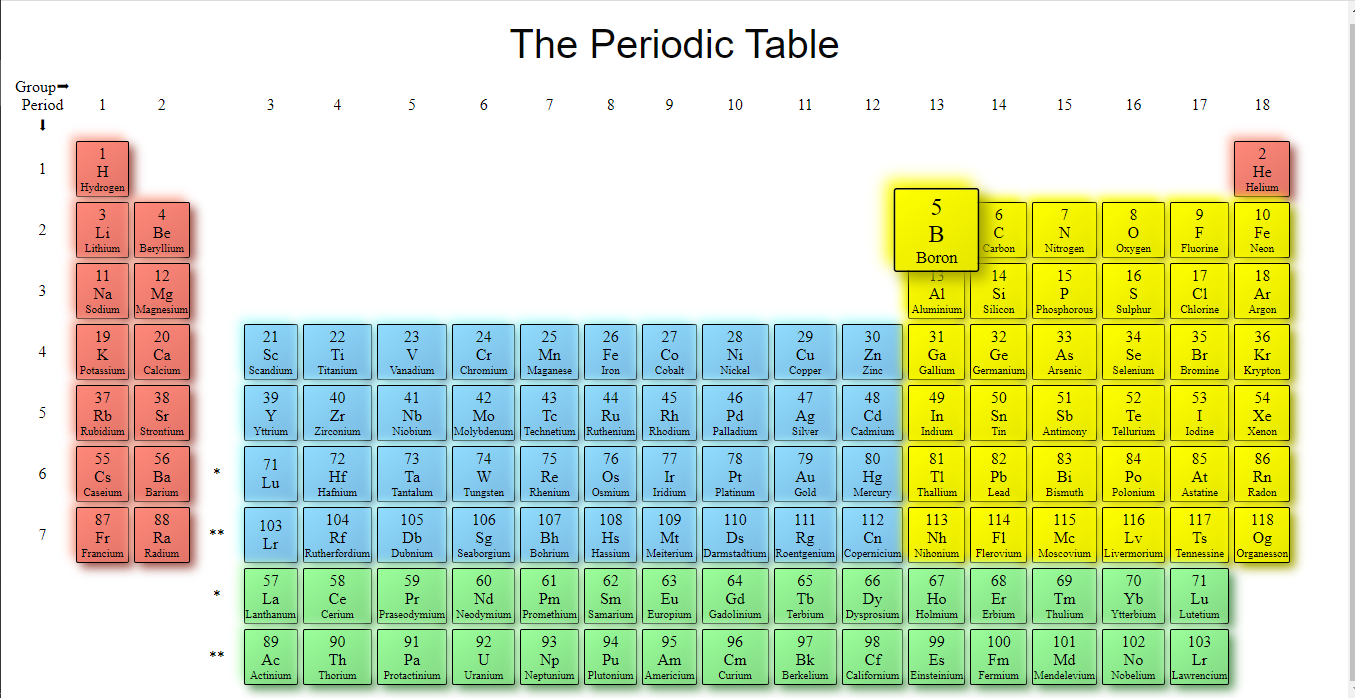 The Periodic Table
Group➡
Period 1 2 3 4 5 6 7 8 9 10 11 12 13 14 15 16 17 18
⬇
1 2
1 H He
Hydrogen Helium
3 4 5 6 7 8 9 10
2 Li Be B C N O F Fe
Lithium Beryllium Boron Carbon Nitrogen Oxygen Fluorine Neon
11 12 13 14 15 16 17 18
3 Na Mg Al Si P S Cl Ar
Sodium Magnesium Aluminium Silicon Phosphorous Sulphur Chlorine Argon
19 20 21 22 23 24 25 26 27 28 29 30 31 32 33 34 35 36
4 K Ca Sc Ti V Cr Mn Fe Co Ni Cu Zn Ga Ge As Se Br Kr
Potassium Calcium Scandium Titanium Vanadium Chromium Maganese Iron Cobalt Nickel Copper Zinc Gallium Germanium Arsenic Selenium Bromine Krypton
37 38 39 40 41 42 43 44 45 46 47 48 49 50 51 52 53 54
5 Rb Sr Y Zr Nb Mo Tc Ru Rh Pd Ag Cd In Sn Sb Te I Xe
Rubidium Strontium Yttrium Zirconium Niobium Molybdenum Technetium Ruthenium Rhodium Palladium Silver Cadmium Indium Tin Antimony Tellurium Iodine Xenon
55 56 71 72 73 74 75 76 77 78 79 80 81 82 83 84 85 86
6 Cs Ba * Lu Hf Ta W Re Os Ir Pt Au Hg Tl Pb Bi Po At Rn
Caseium Barium Hafnium Tantalum Tungsten Rhenium Osmium Iridium Platinum Gold Mercury Thallium Lead Bismuth Polonium Astatine Radon
87 88 103 104 105 106 107 108 109 110 111 112 113 114 115 116 117 118
7 Fr Ra ** Lr Rf Db Sg Bh Hs Mt Ds Rg Cn Nh Fl Mc Lv Ts Og
Francium Radium Rutherfordium Dubnium Seaborgium Bohrium Hassium Meiterium Darmstadtium Roentgenium Copernicium Nihonium Flerovium Moscovium Livermorium Tennessine Organesson
57 58 59 60 61 62 63 64 65 66 67 68 69 70 71
* La Ce Pr Nd Pm Sm Eu Gd Tb Dy Ho Er Tm Yb Lu
Lanthanum Cerium Praseodymium Neodymium Promethium Samarium Europium Gadolinium Terbium Dysprosium Holmium Erbium Thulium Ytterbium Lutetium
89 90 91 92 93 94 95 96 97 98 99 100 101 102 103
** Ac Th Pa U Np Pu Am Cm Bk Cf Es Fm Md No Lr
Actinium Thorium Protactinium Uranium Neptunium Plutonium Americium Curium Berkelium Californium Einsteinium Fermium Mendelevium Nobelium Lawrencium